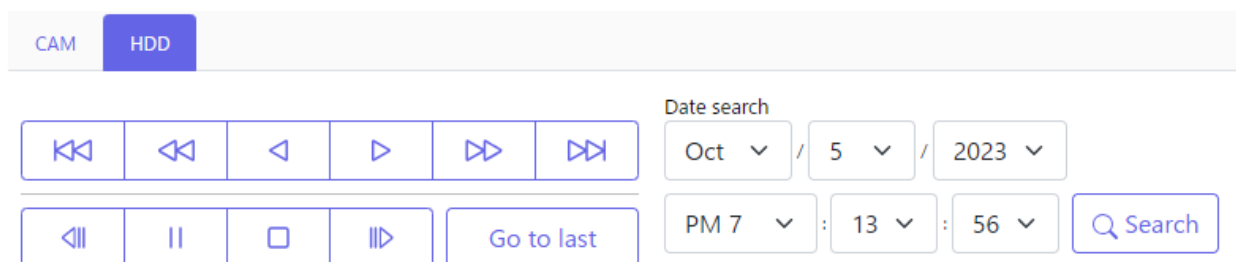 CAM HDD
Date search
Oct / 5 / 2023
PM 7 : 13 : 56 Search
Go to last